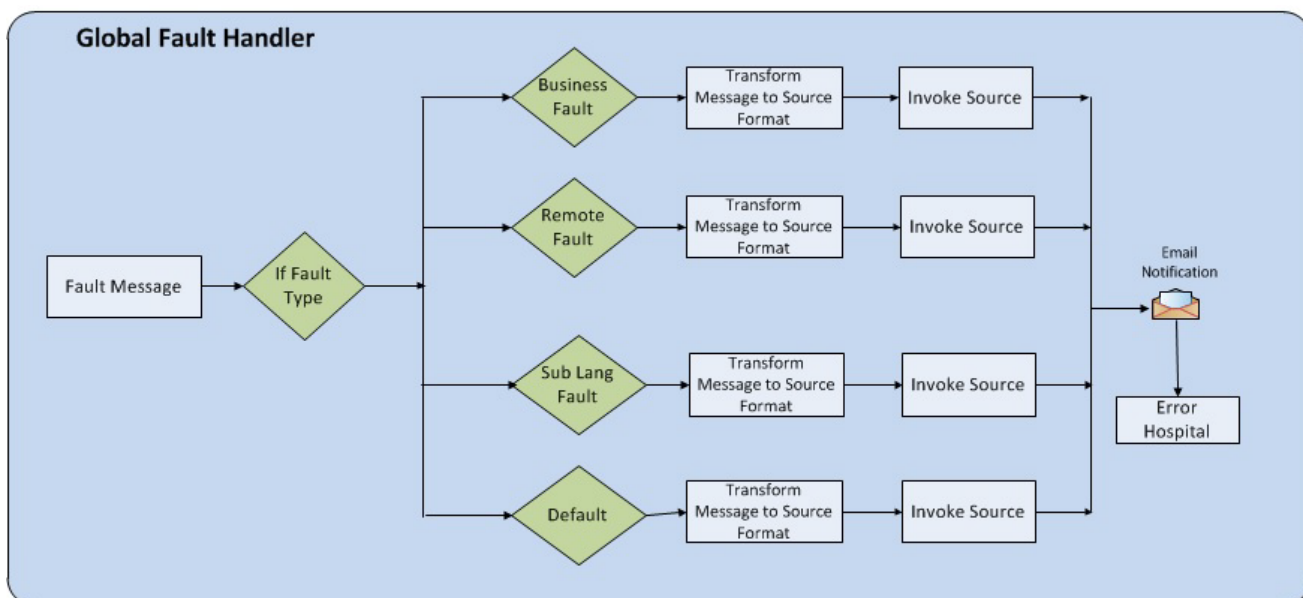 Global Fault Handler
Fault Message
If Fault
Type
Business
Fault
Transform
Message to Source
Format
Invoke Source
Remote
Fault
Transform
Message to Source
Format
Invoke Source
Sub Lang
Fault
Transform
Message to Source
Format
Invoke Source
Default
Transform
Message to Source
Format
Invoke Source
Email
Notification
Error
Hospital